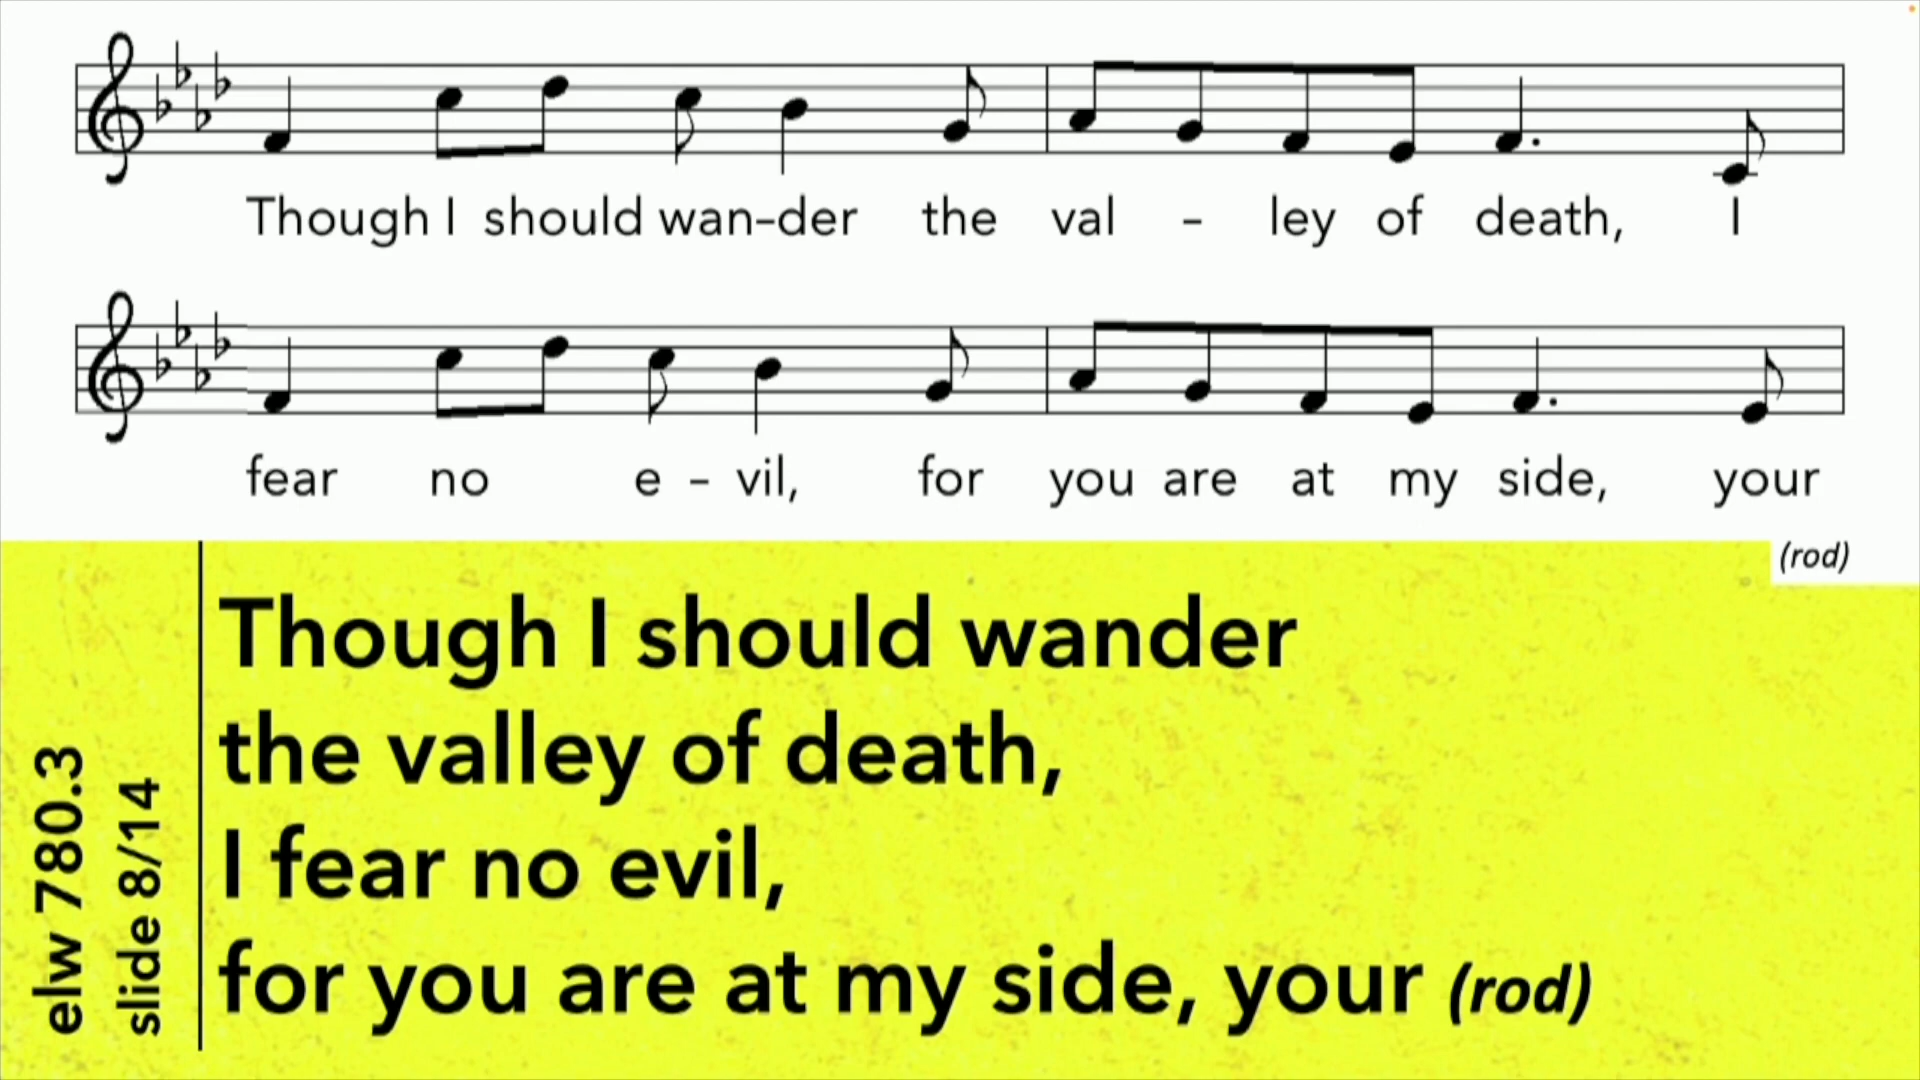 Though I should wan–der the val – ley of death, I
fear no e – vil, for you are at my side, your
(rod)
Though I should wander
the valley of death,
I fear no evil,
for you are at my side, your (rod)
elw 780.3
slide 8/14